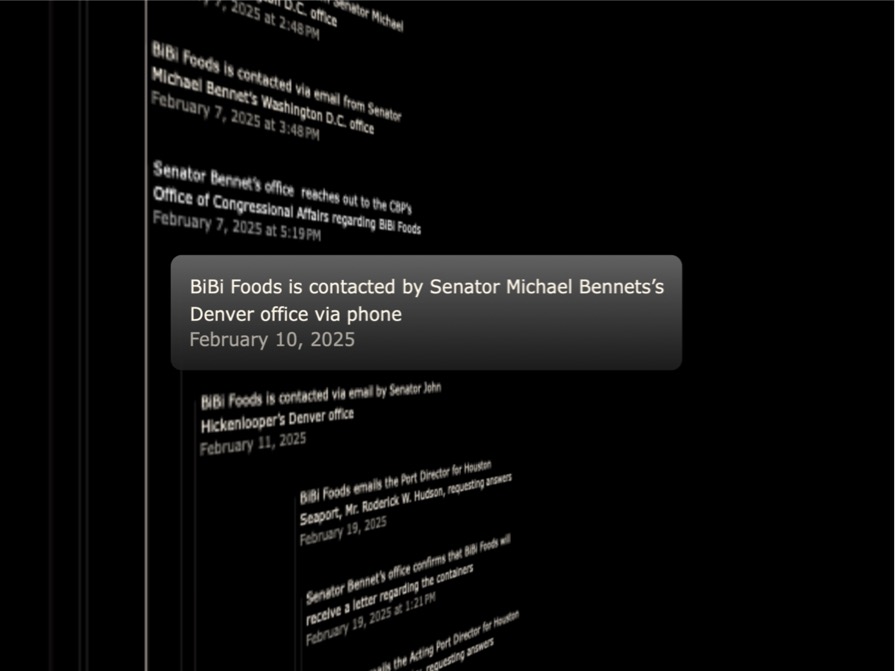 7, 2025 at 2:48 PM
D.C. office
Senator Michael
BiBi Foods is contacted via email from Senator
Michael Bennet's Washington D.C. office
February 7, 2025 at 3:48 PM
Senator Bennet's office reaches out to the CBP's
Office of Congressional Affairs regarding BiBi Foods
February 7, 2025 at 5:19 PM
BiBi Foods is contacted by Senator Michael Bennets's
Denver office via phone
February 10, 2025
BiBi Foods is contacted via email by Senator John
Hickenlooper's Denver office
February 11, 2025
BiBi Foods emails the Port Director for Houston
Seaport, Mr. Roderick W. Hudson, requesting answers
February 19, 2025
Senator Bennet's office confirms that BiBi Foods will
receive a letter regarding the containers
February 19, 2025 at 1:21 PM
the Acting Port Director for Houston
requesting answers